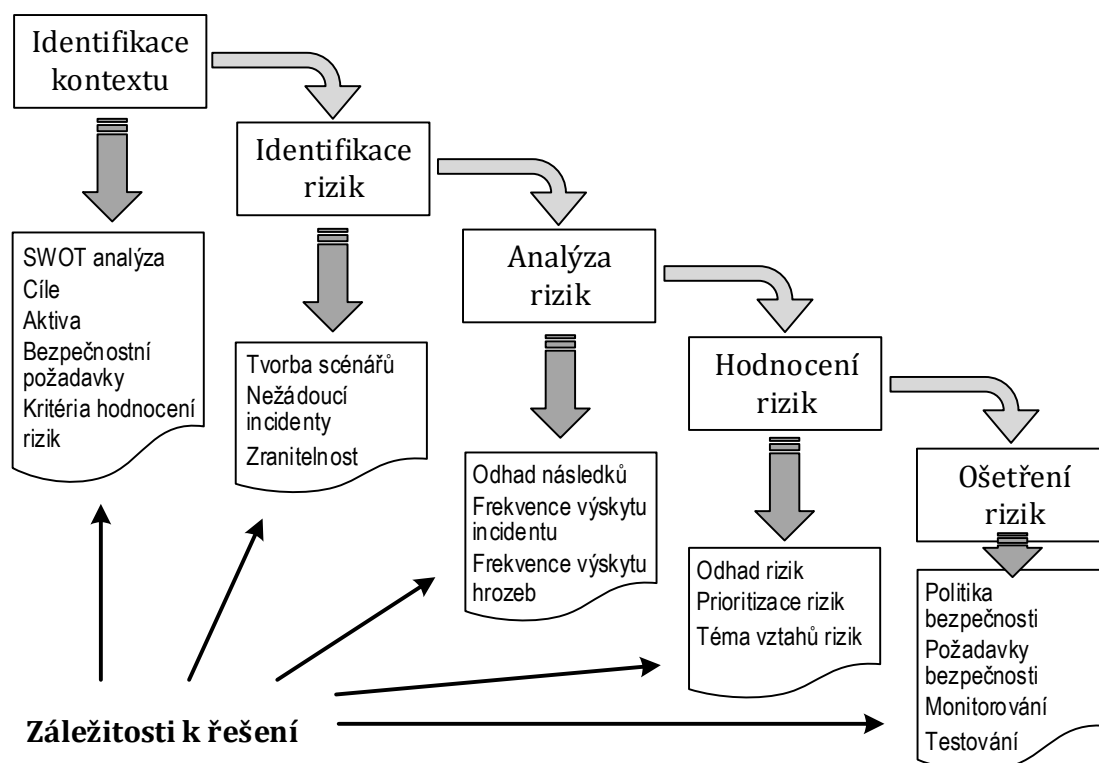 Identifikace
kontextu
Identifikace
rizik
Analýza
rizik
Hodnocení
rizik
Ošetření
rizik
SWOT analýza
Cíle
Aktiva
Bezpečnostní
požadavky
Kritéria hodnocení
rizik
Tvorba scénářů
Nežádoucí
incidenty
Zranitelnost
Odhad následků
Frekvence výskytu
incidentu
Frekvence výskytu
hrozeb
Odhad rizik
Prioritizace rizik
Téma vztahů rizik
Politika
bezpečnosti
Požadavky
bezpečnosti
Monitorování
Testování
Záležitosti k řešení